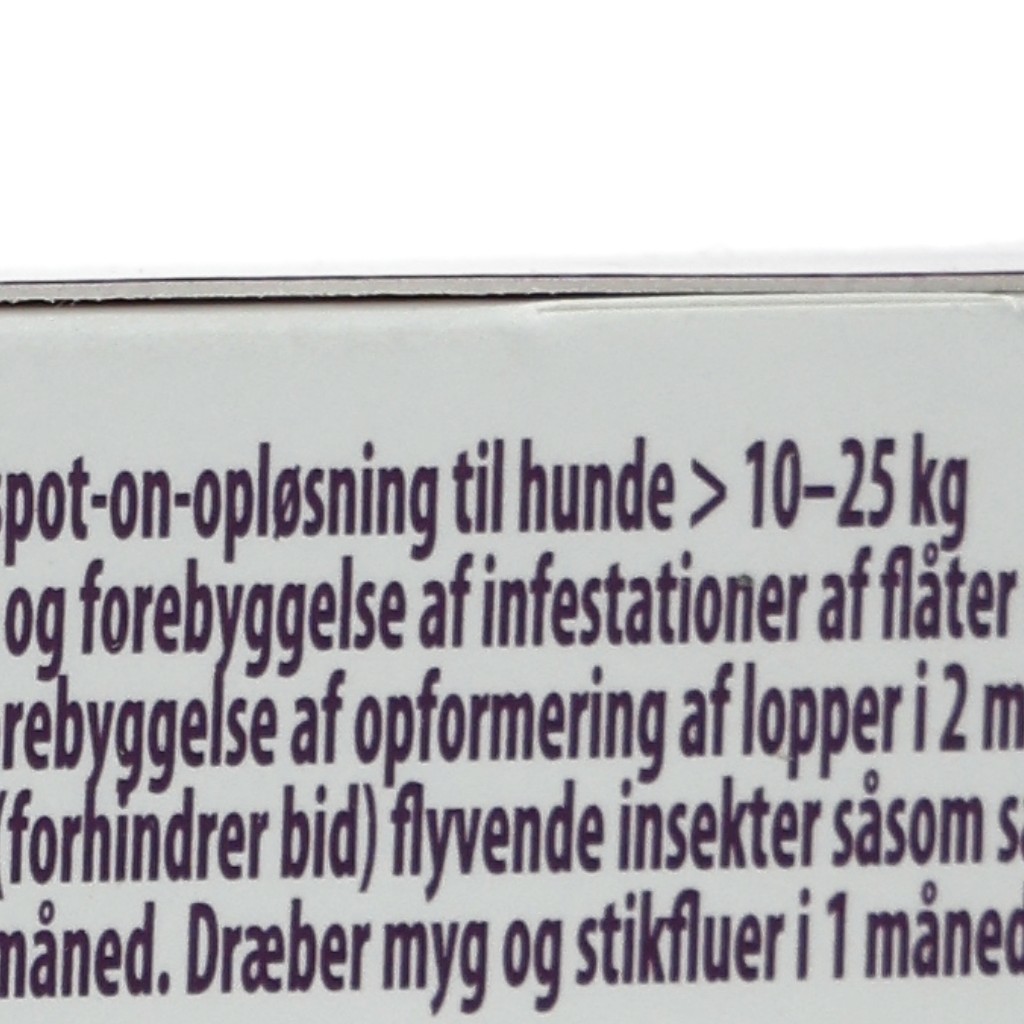 spot-on-opløsning til hunde > 10–25 kg
og forebyggelse af infestationer af flåter
af opformering af lopper i 2
(forhindrer bid) flyvende insekter såsom
måned. Dræber myg og stikfluer i 1 måned